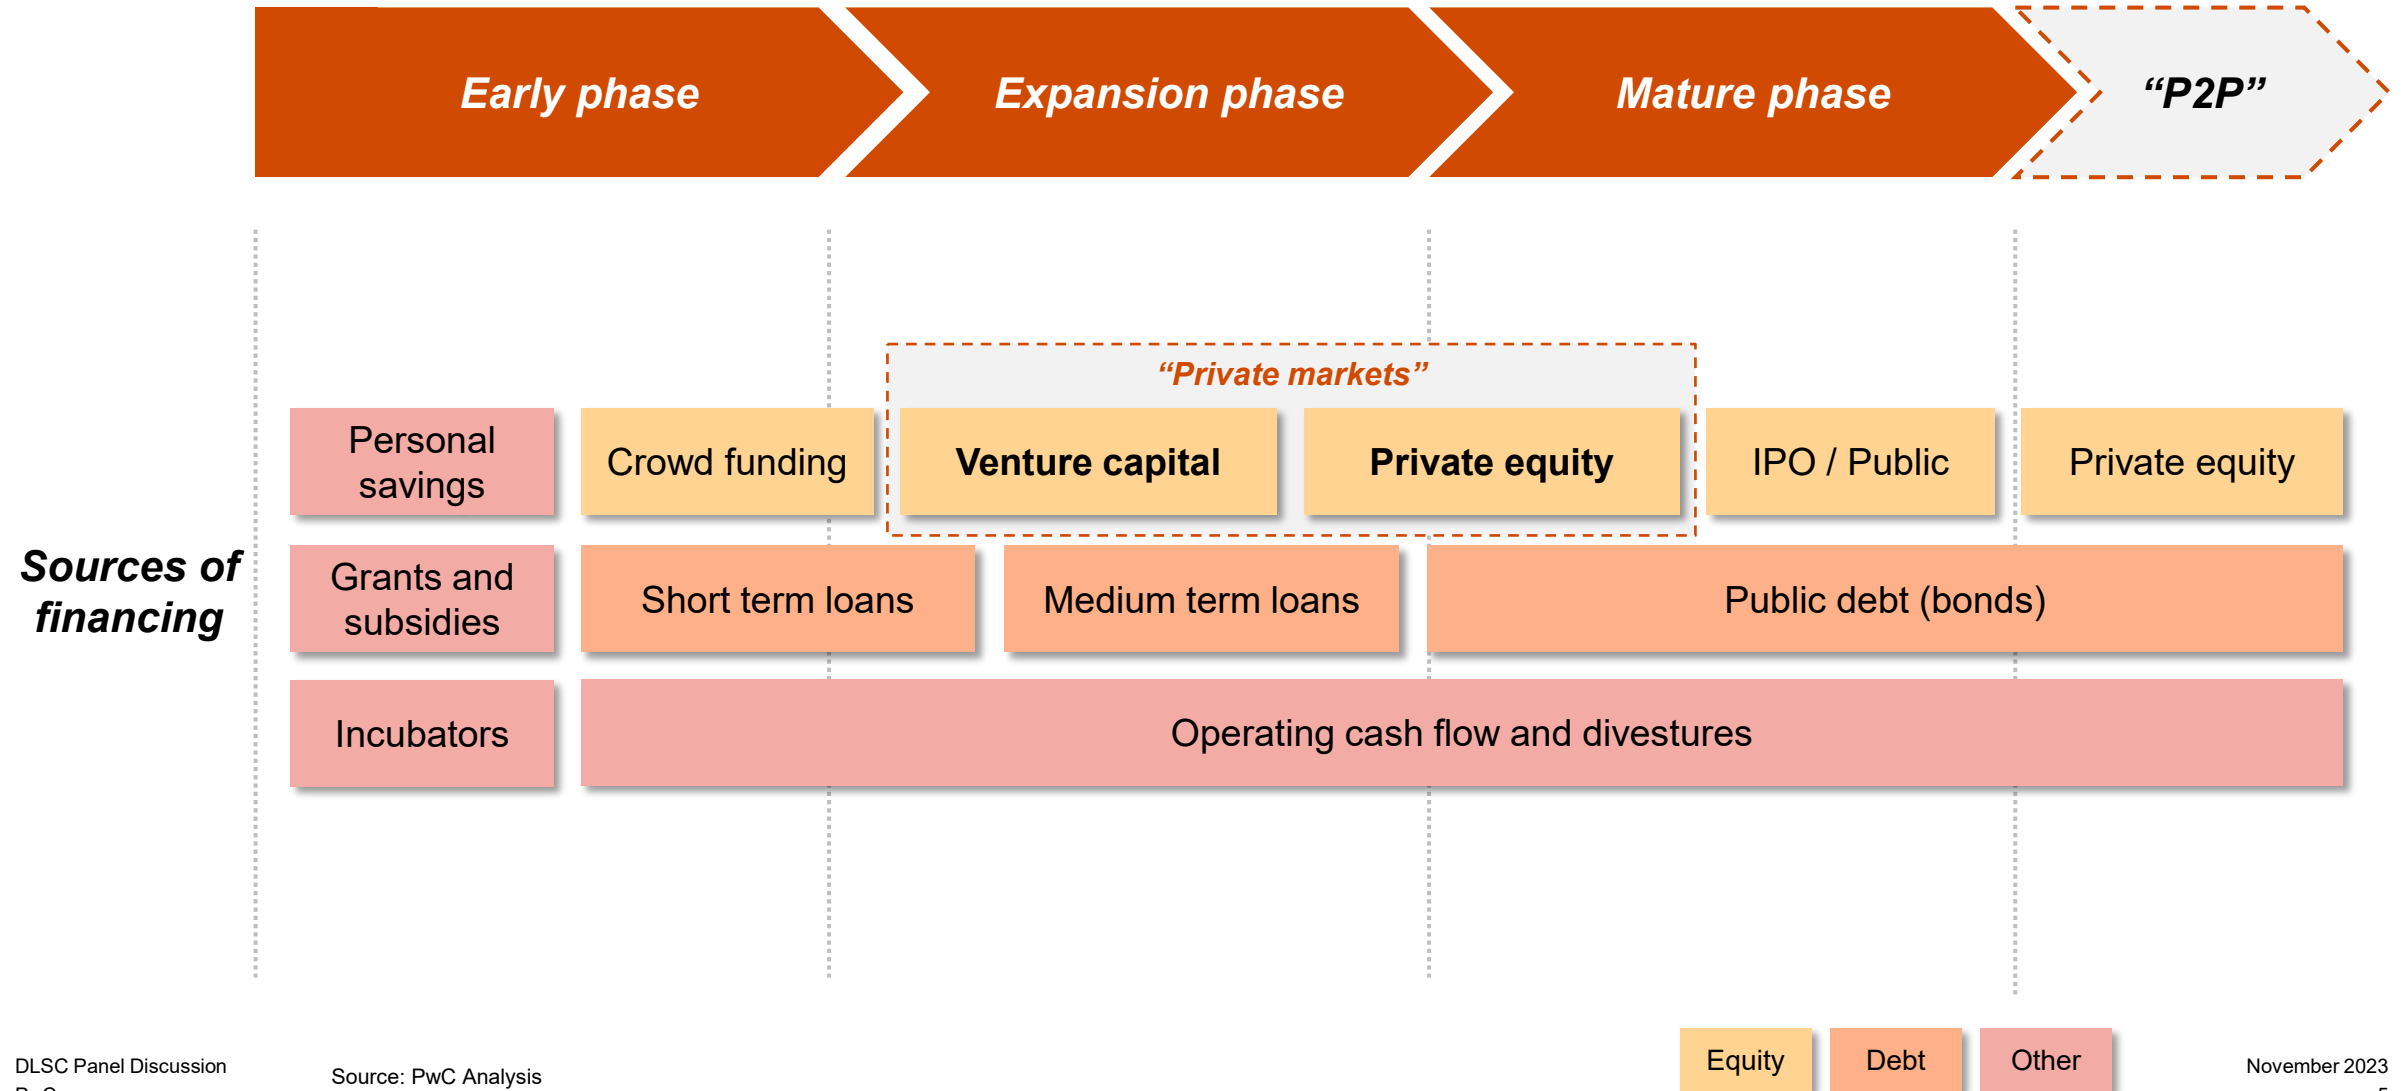 Early phase
Expansion phase
Mature phase
“P2P”
“Private markets”
Personal
savings
Crowd funding
Venture capital
Private equity
IPO / Public
Private equity
Sources of
financing
Grants and
subsidies
Short term loans
Medium term loans
Public debt (bonds)
Incubators
Operating cash flow and divestures
Equity
Debt
Other
DLSC Panel Discussion
Source: PwC Analysis
November 2023